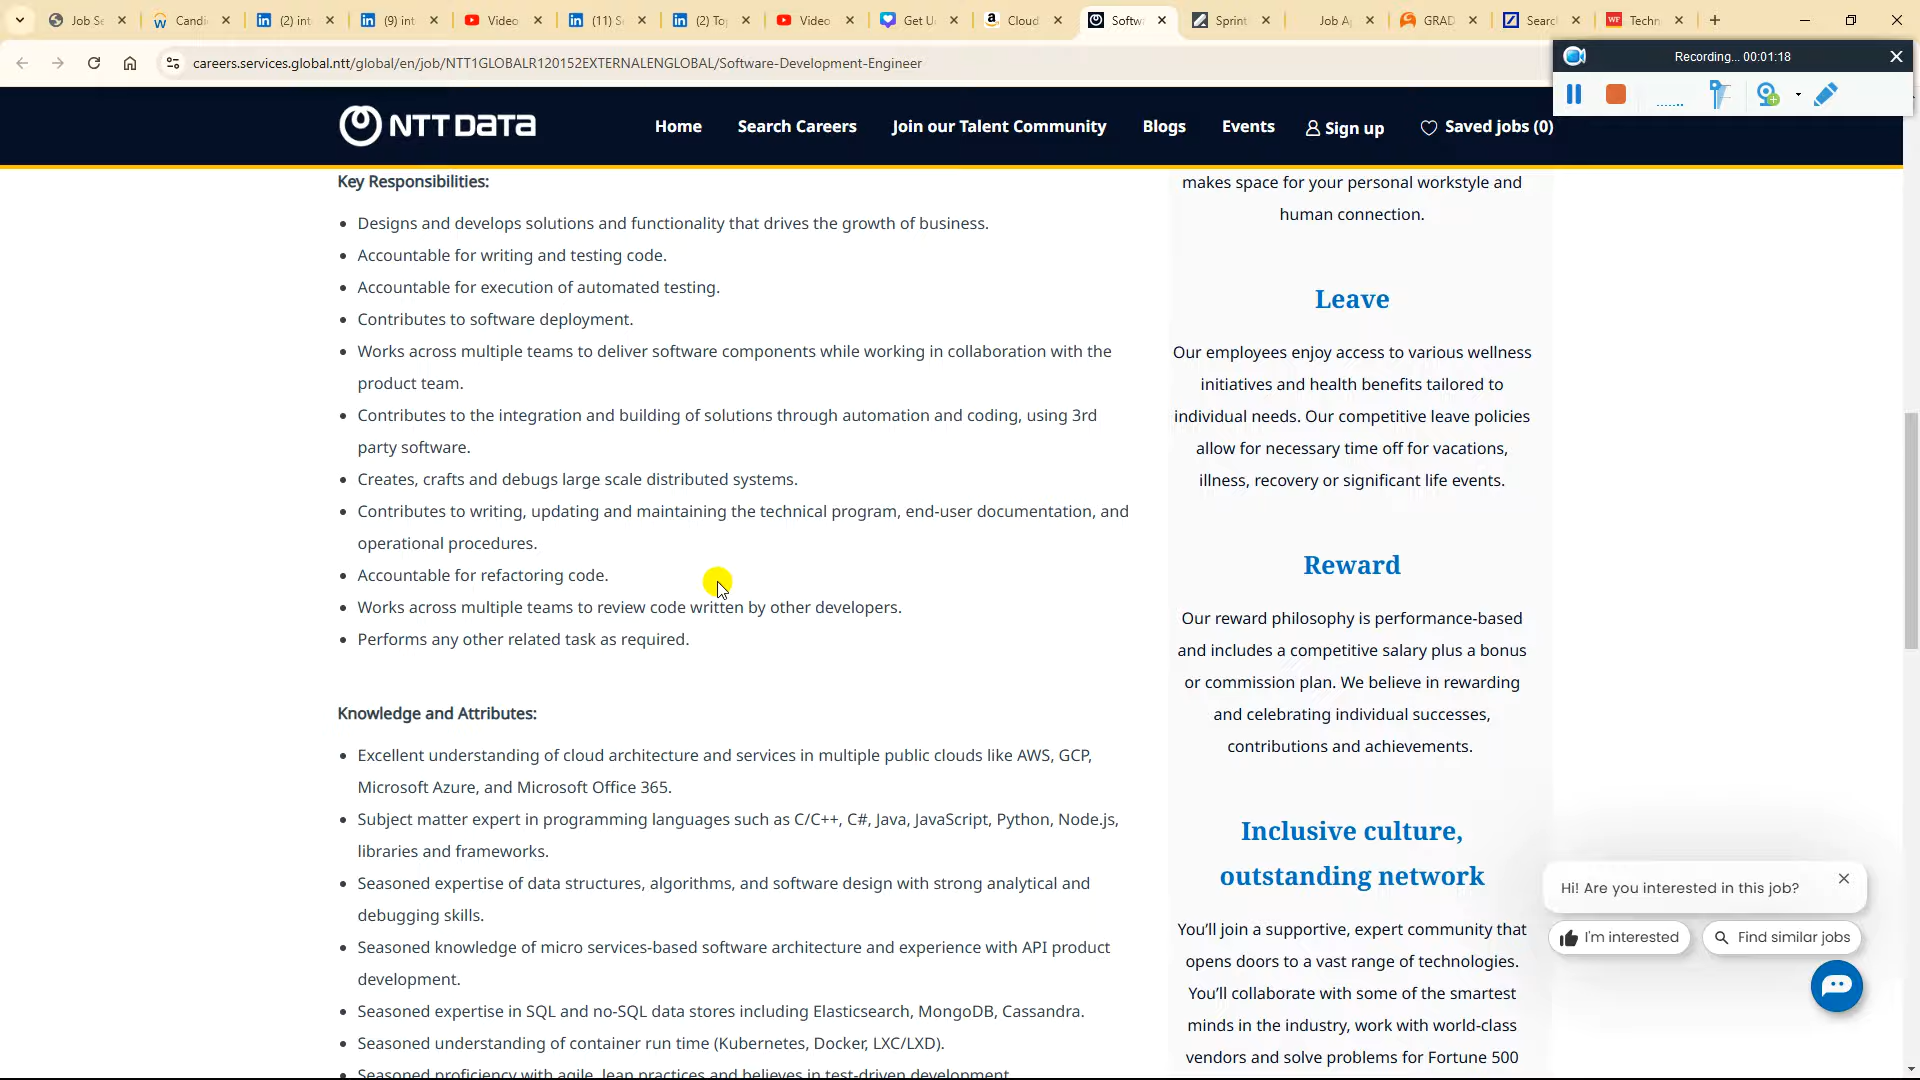 Job Se
Candi
(2) int
(9) int
Video
(11) S
(2) To
Video
Get U
Cloud
Softw
Sprint
Job A
GRAD
Searc
Techn
careers.services.global.ntt/global/en/job/NTT1GLOBALR120152EXTERNALENGLOBAL/Software-Development-Engineer
Recording... 00:01:18
NTT DATA
Home
Search Careers
Join our Talent Community
Blogs
Events
Sign up
Saved jobs (0)
Key Responsibilities:
• Designs and develops solutions and functionality that drives the growth of business.
• Accountable for writing and testing code.
• Accountable for execution of automated testing.
• Contributes to software deployment.
• Works across multiple teams to deliver software components while working in collaboration with the
product team.
• Contributes to the integration and building of solutions through automation and coding, using 3rd
party software.
• Creates, crafts and debugs large scale distributed systems.
• Contributes to writing, updating and maintaining the technical program, end-user documentation, and
operational procedures.
• Accountable for refactoring code.
• Works across multiple teams to review code written by other developers.
• Performs any other related task as required.
Knowledge and Attributes:
• Excellent understanding of cloud architecture and services in multiple public clouds like AWS, GCP,
Microsoft Azure, and Microsoft Office 365.
• Subject matter expert in programming languages such as C/C++, C#, Java, JavaScript, Python, Node.js,
libraries and frameworks.
• Seasoned expertise of data structures, algorithms, and software design with strong analytical and
debugging skills.
• Seasoned knowledge of micro services-based software architecture and experience with API product
development.
• Seasoned expertise in SQL and no-SQL data stores including Elasticsearch, MongoDB, Cassandra.
• Seasoned understanding of container run time (Kubernetes, Docker, LXC/LXD).
• Seasoned proficiency with agile, lean practices and believes in test-driven development.
makes space for your personal workstyle and
human connection.
Leave
Our employees enjoy access to various wellness
initiatives and health benefits tailored to
individual needs. Our competitive leave policies
allow for necessary time off for vacations,
illness, recovery or significant life events.
Reward
Our reward philosophy is performance-based
and includes a competitive salary plus a bonus
or commission plan. We believe in rewarding
and celebrating individual successes,
contributions and achievements.
Inclusive culture,
outstanding network
You'll join a supportive, expert community that
opens doors to a vast range of technologies.
You'll collaborate with some of the smartest
minds in the industry, work with world-class
vendors and solve problems for Fortune 500
Hi! Are you interested in this job?
I'm interested
Find similar jobs